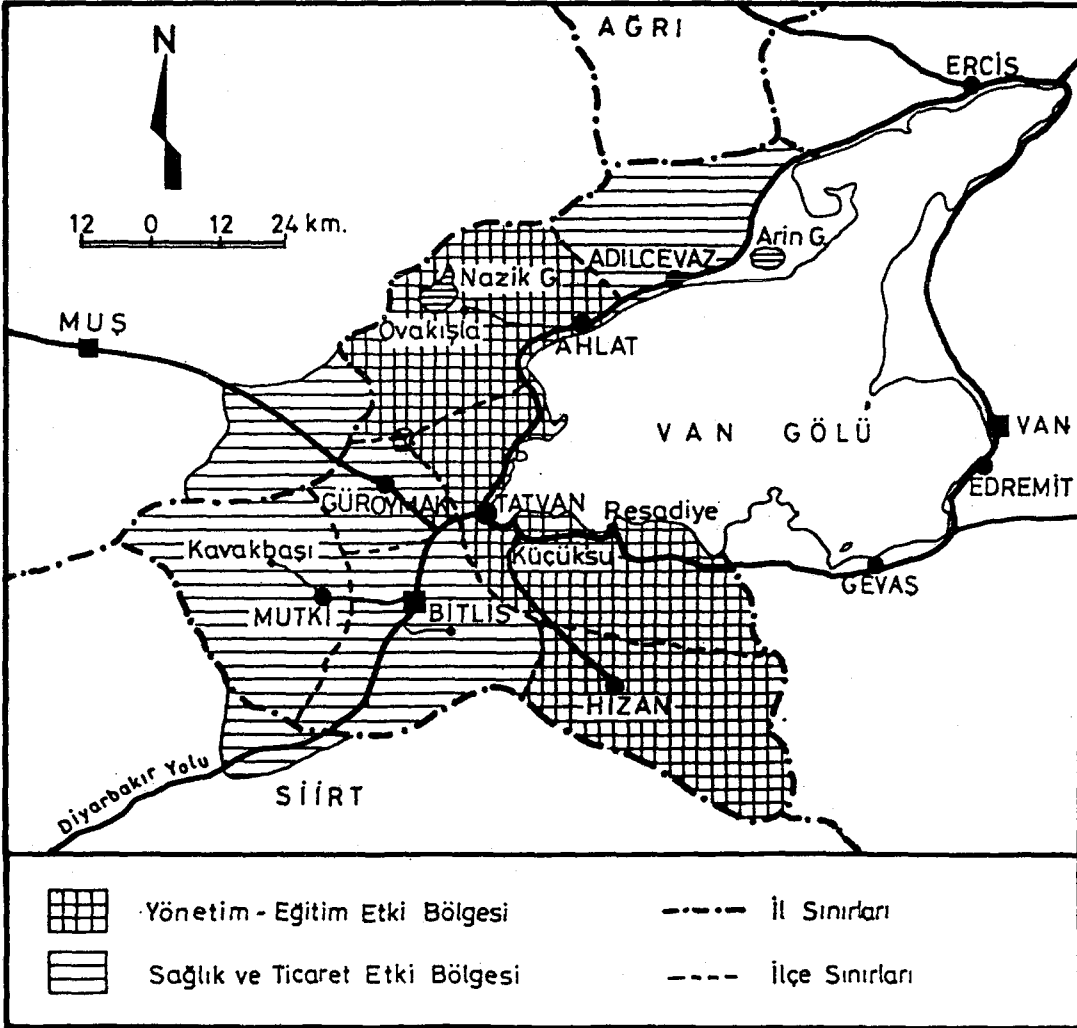 AĞRI
N
ERCİŞ
12 0 12 24 km.
Arin G.
ADİLCEVAZ
Nazik G.
MUŞ
Ovakışla
AHLAT
VAN GÖLÜ
VAN
EDREMİT
GÜROYMAK
TATVAN
Reşadiye
Kavakbaşı
Küçüksu
GEVAŞ
MUTKİ
BİTLİS
HİZAN
Diyarbakır Yolu
SİİRT
Yönetim - Eğitim Etki Bölgesi
İl Sınırları
Sağlık ve Ticaret Etki Bölgesi
İlçe Sınırları